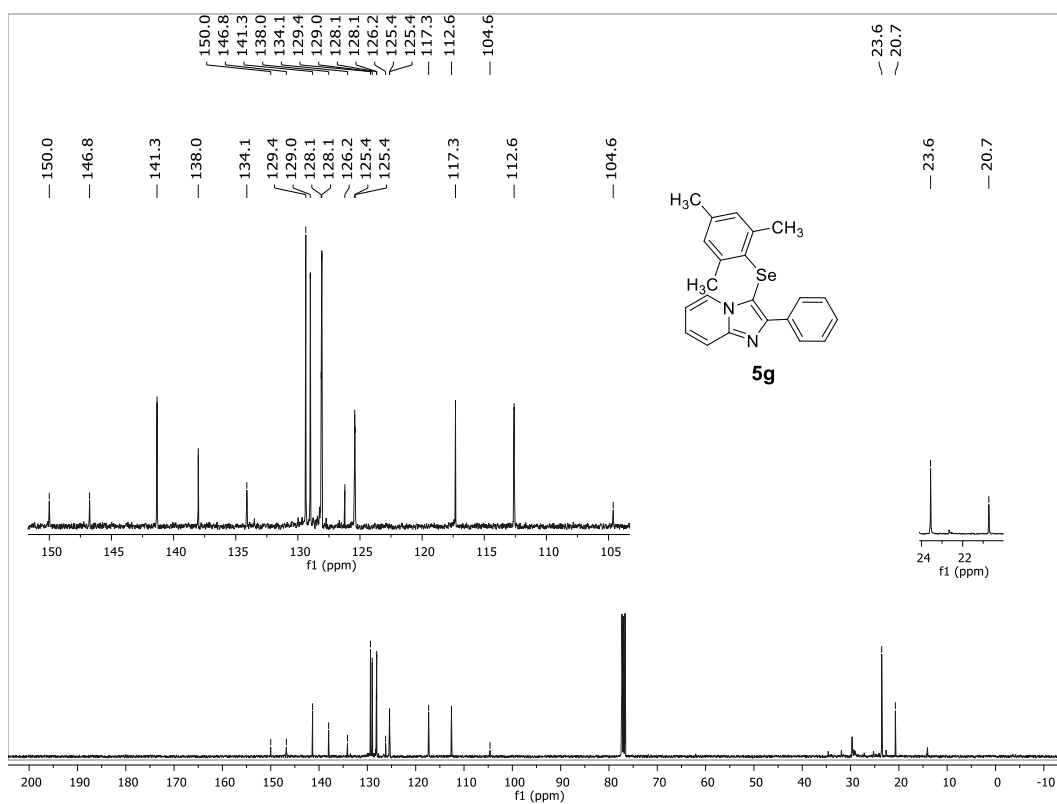 150.0 146.8 141.3 138.0 134.1 129.4 129.0 128.1 128.1 126.2 125.4 125.4 117.3 112.6 104.6 23.6 20.7
150.0 146.8 141.3 138.0 134.1 129.4 129.0 128.1 128.1 126.2 125.4 125.4 117.3 112.6 104.6 23.6 20.7
H3C
CH3
H3C
Se
N
N
5g
150 145 140 135 130 125 120 115 110 105
f1 (ppm)
24 22
f1 (ppm)
200 190 180 170 160 150 140 130 120 110 100 90 80 70 60 50 40 30 20 10 0 -10
f1 (ppm)